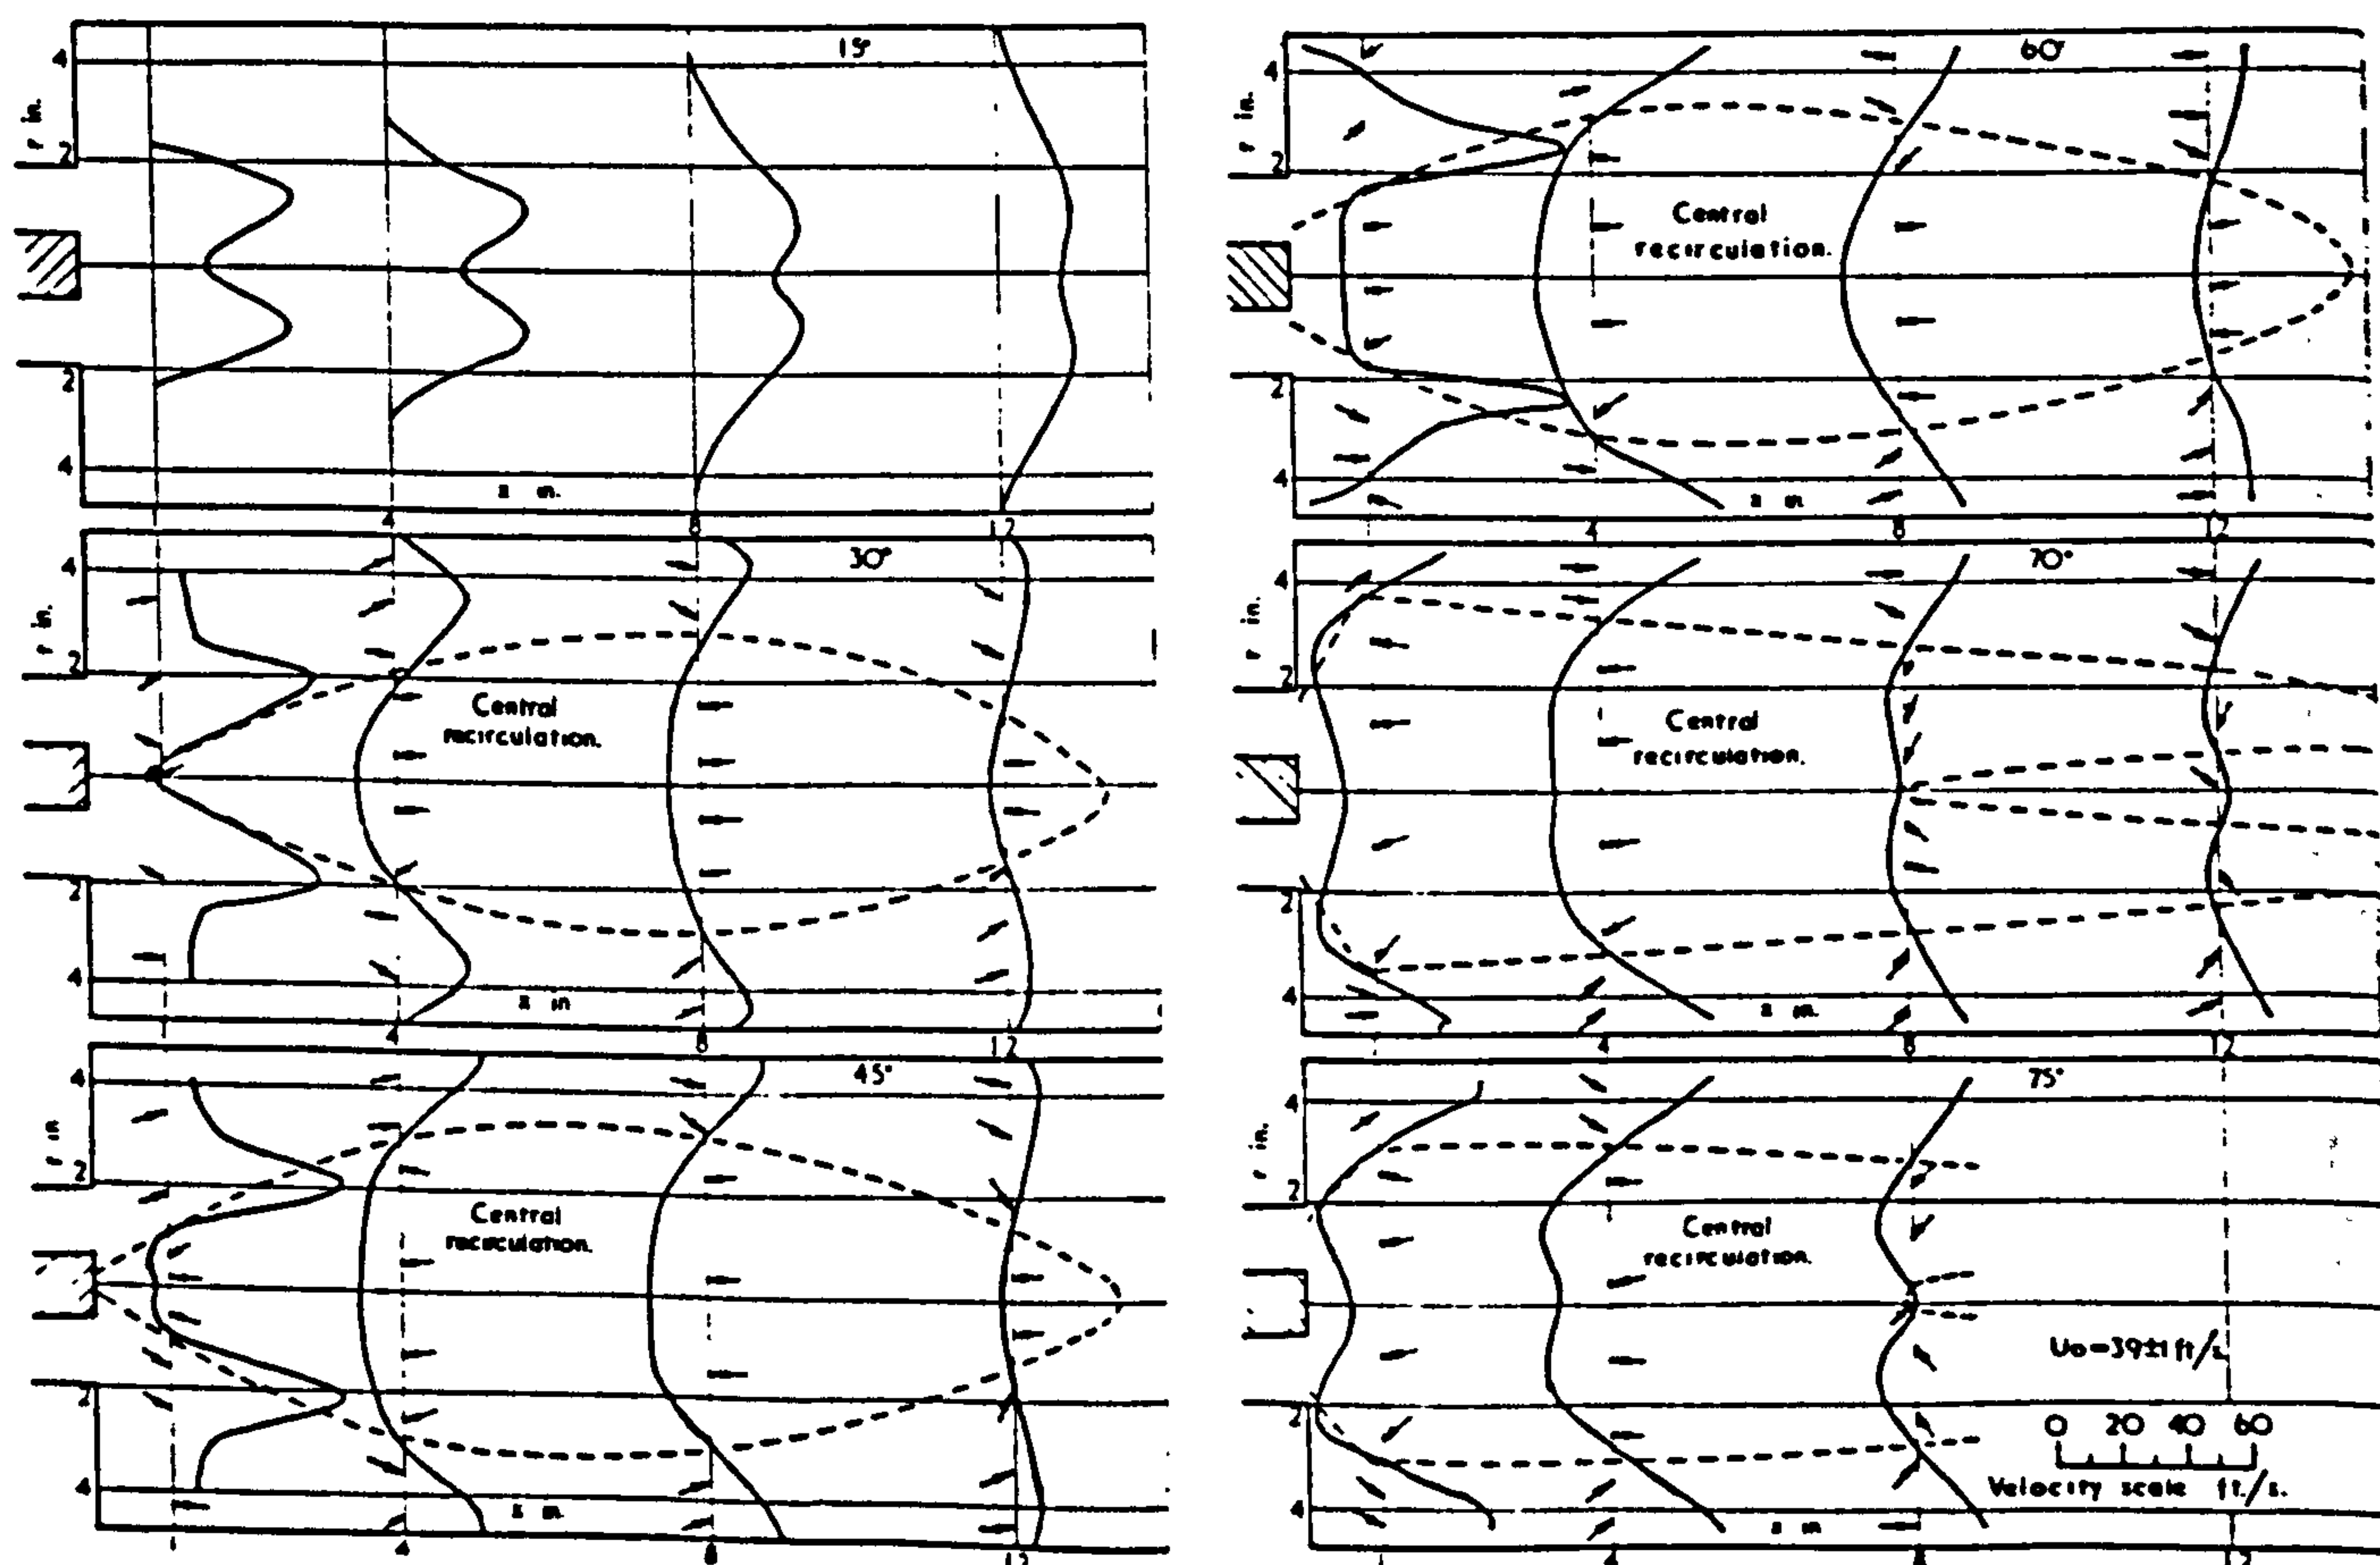 15°
4
r in.
2
2
4
x in.
4
8
12
30°
4
r in.
2
Central
recirculation.
2
4
x in
4
8
12
45°
4
r in
2
Central
recirculation.
2
4
x in.
1
4
8
12
60°
4
r in.
2
Central
recirculation.
2
4
x in
4
8
12
70°
4
r in.
2
Central
recirculation.
2
4
x in.
4
8
12
75°
4
r in.
2
Central
recirculation.
Uo=39±1 ft/s.
2
0 20 40 60
Velocity scale ft./s.
4
x in
4
8
12